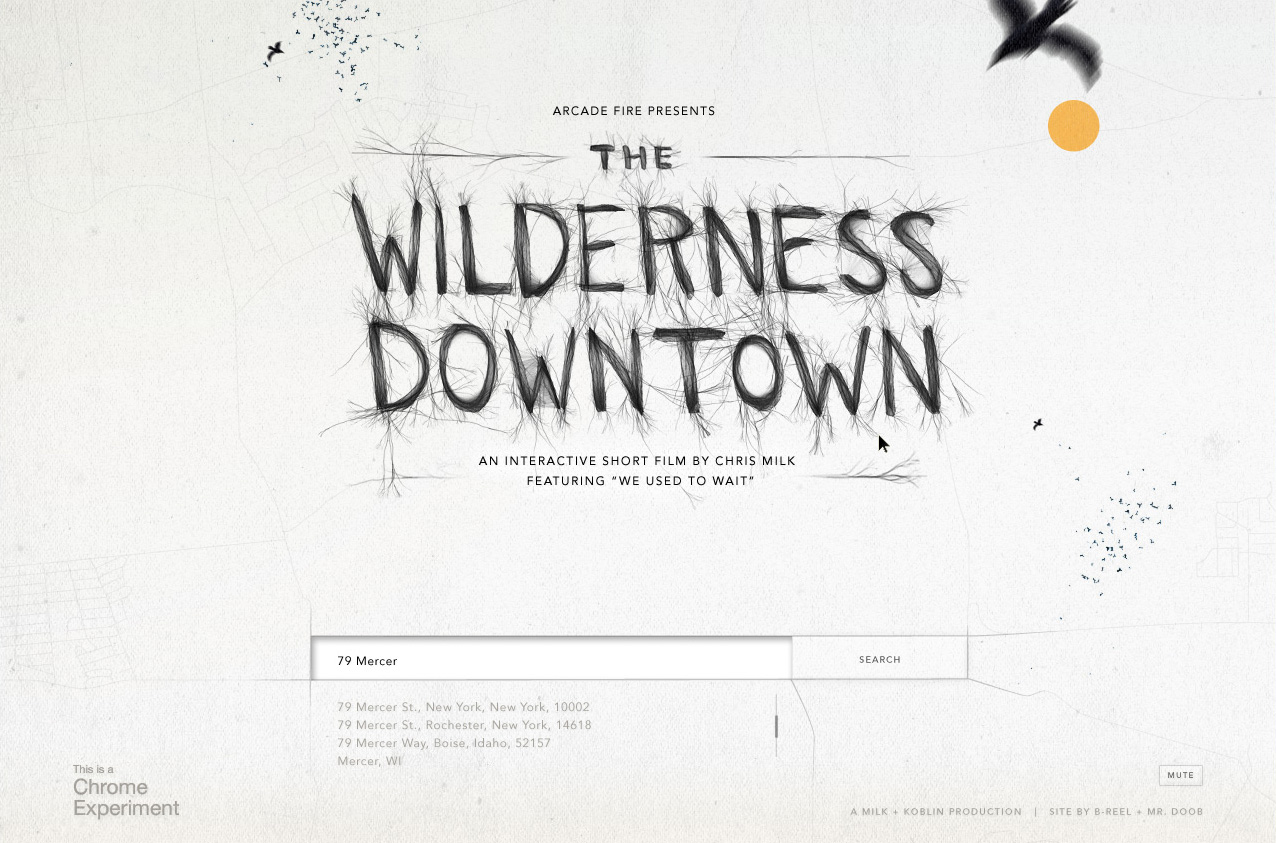 ARCADE FIRE PRESENTS
THE
WILDERNESS
DOWNTOWN
AN INTERACTIVE SHORT FILM BY CHRIS MILK
FEATURING "WE USED TO WAIT"
79 Mercer
SEARCH
79 Mercer St., New York, New York, 10002
79 Mercer St., Rochester, New York, 14618
79 Mercer Way, Boise, Idaho, 52157
Mercer, WI
This is a
Chrome
Experiment
MUTE
A MILK + KOBLIN PRODUCTION | SITE BY B-REEL + MR. DOOB